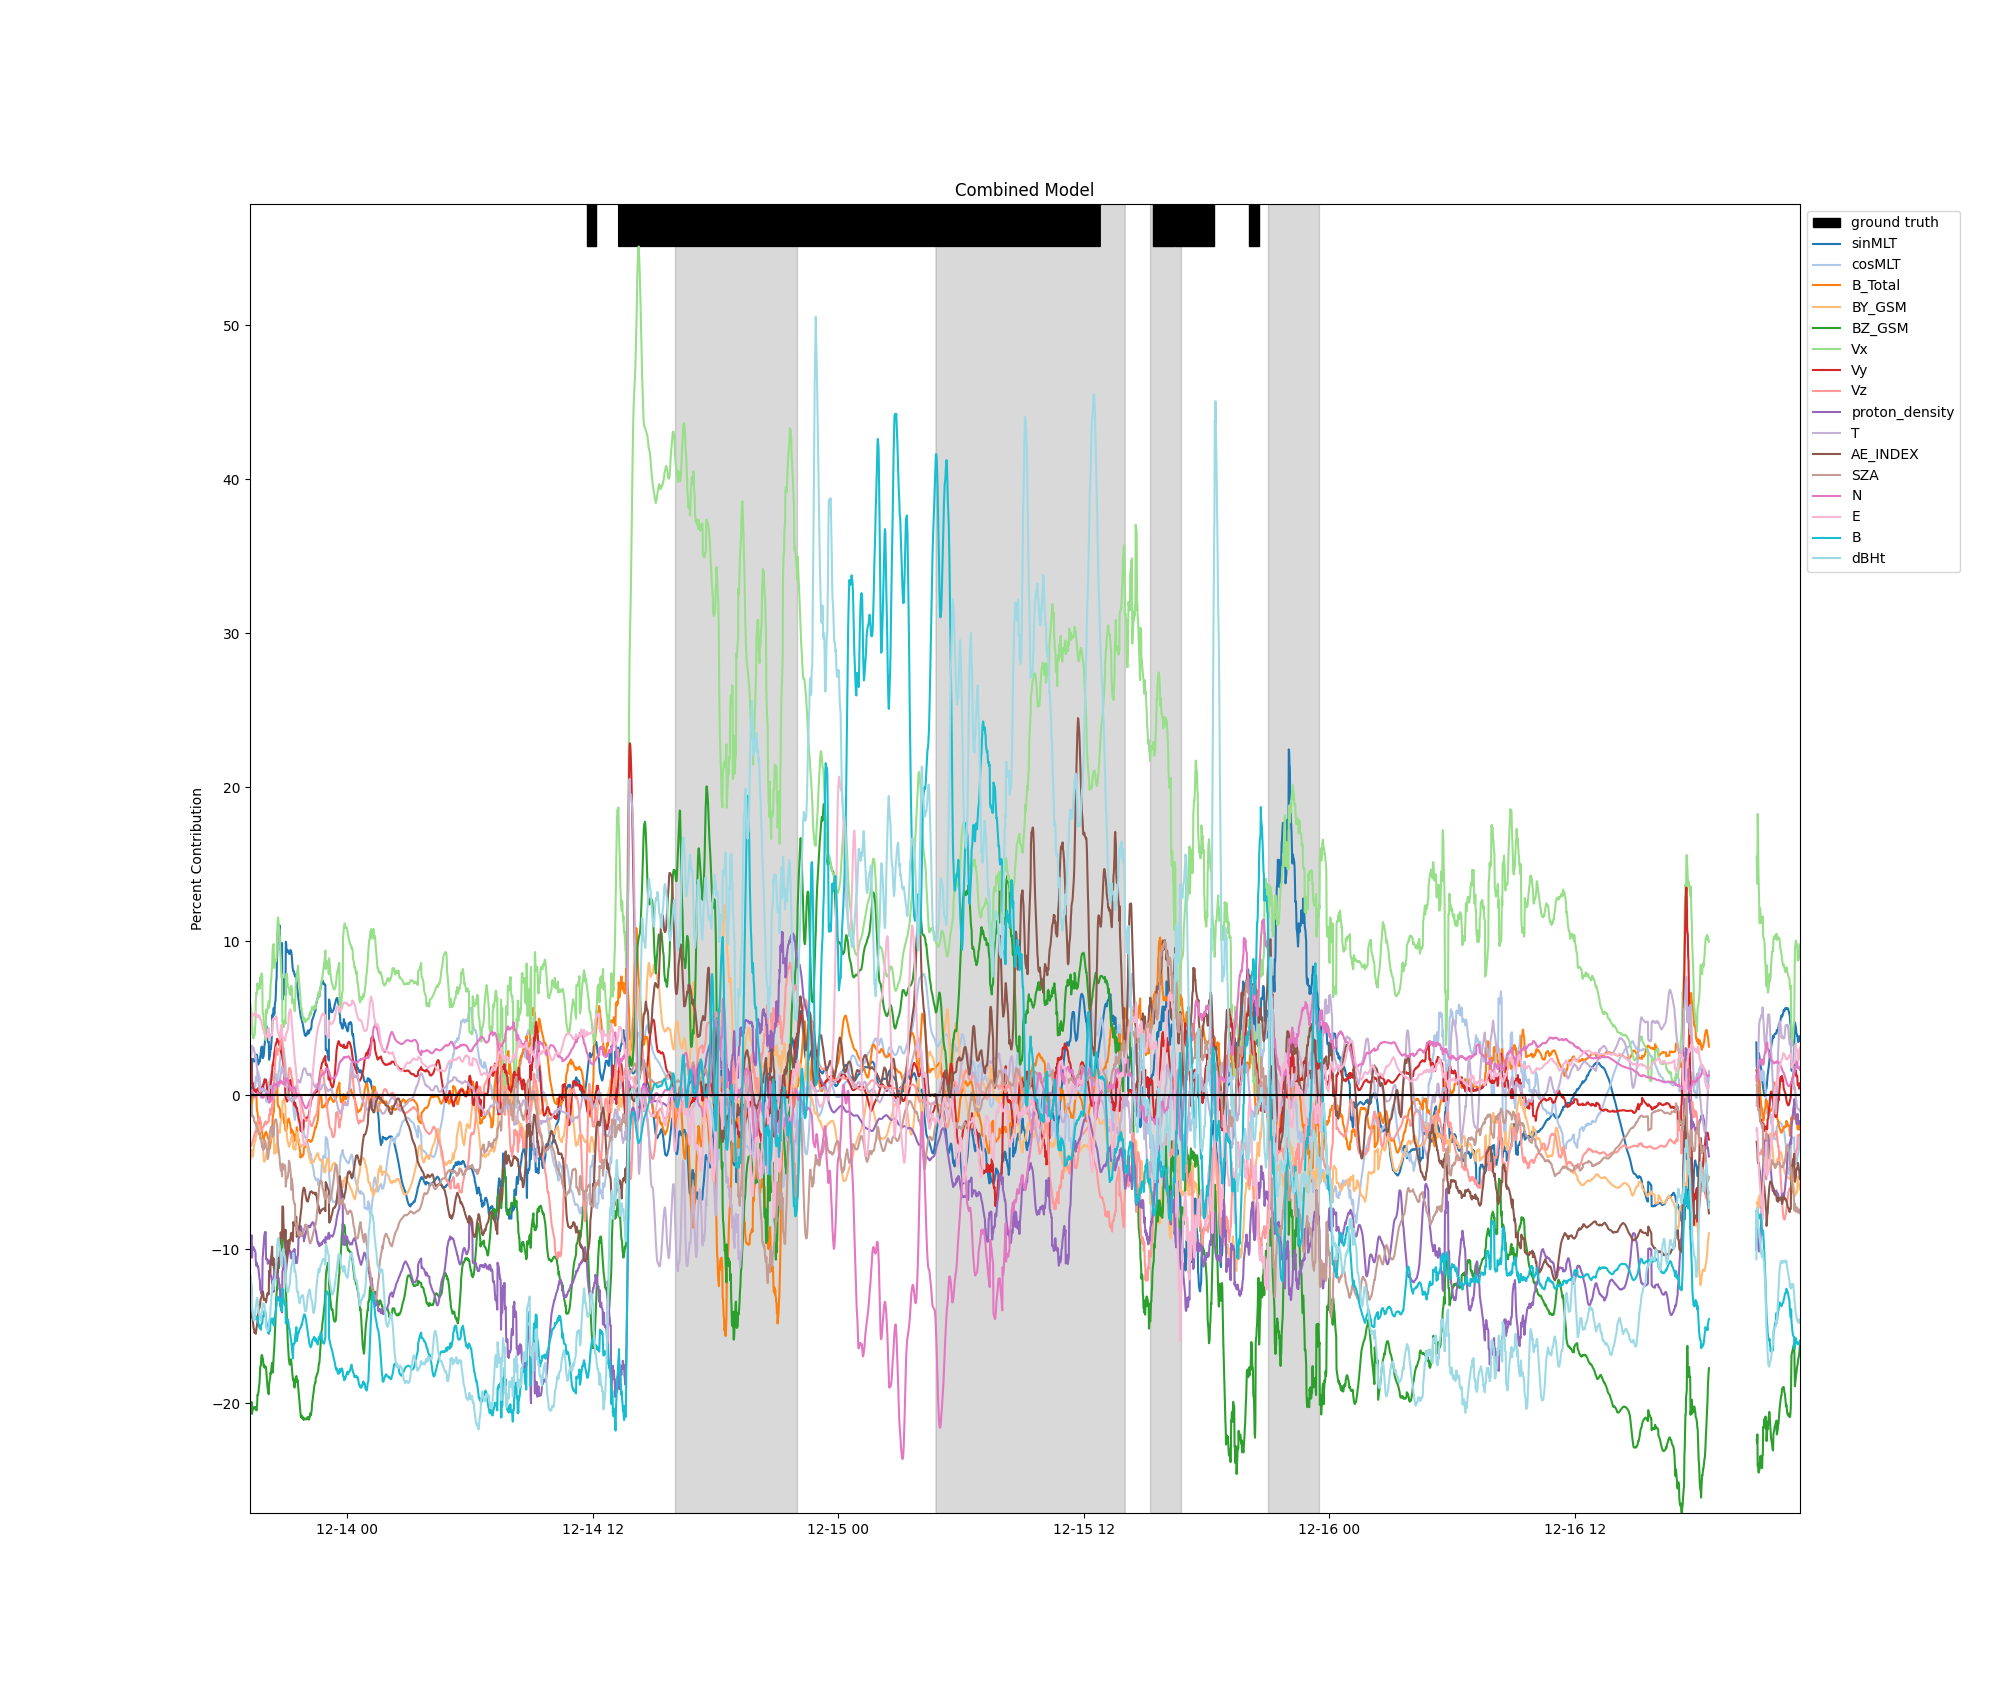 Combined Model
ground truth
sinMLT
cosMLT
B_Total
BY_GSM
BZ_GSM
Vx
Vy
Vz
proton_density
T
AE_INDEX
SZA
N
E
B
dBHt
Percent Contribution
50
40
30
20
10
0
−10
−20
12-14 00
12-14 12
12-15 00
12-15 12
12-16 00
12-16 12